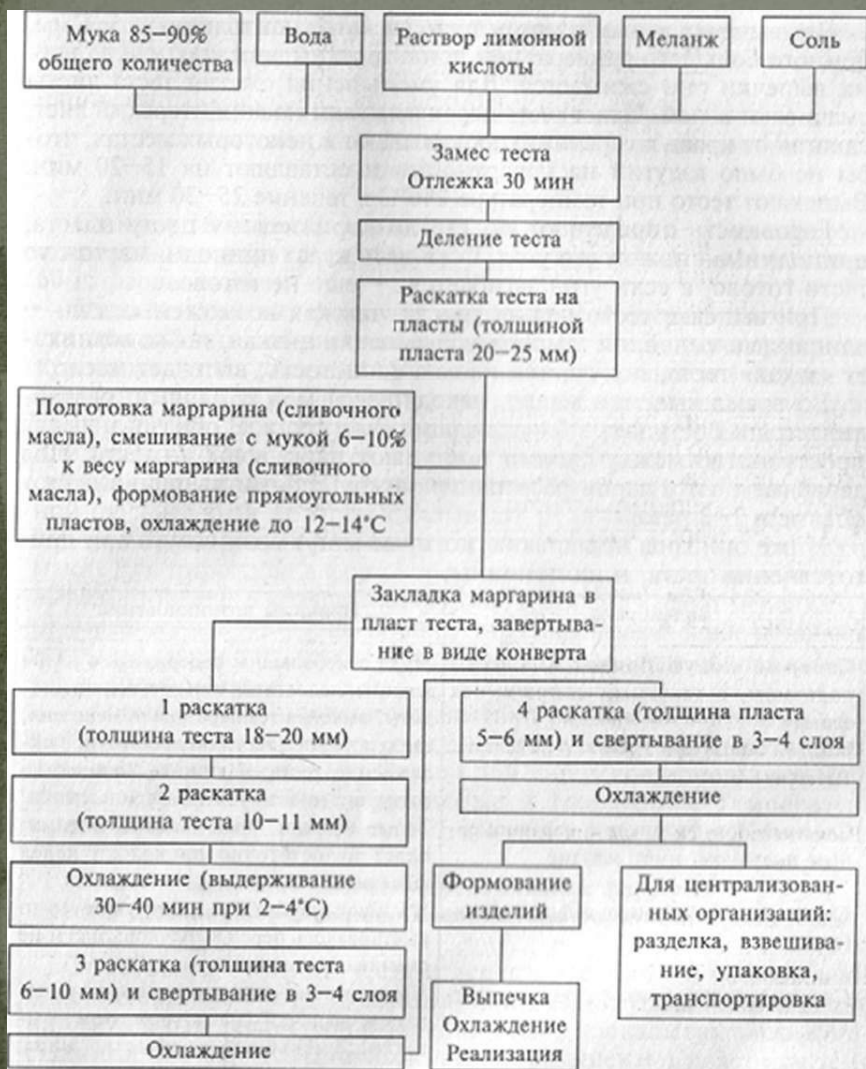 Мука 85–90%
общего количества
Вода
Раствор лимонной
кислоты
Меланж
Соль
Замес теста
Отлежка 30 мин
Деление теста
Раскатка теста на
пласты (толщиной
пласта 20–25 мм)
Подготовка маргарина (сливочного
масла), смешивание с мукой 6–10%
к весу маргарина (сливочного
масла), формование прямоугольных
пластов, охлаждение до 12–14°С
Закладка маргарина в
пласт теста, завертыва-
ние в виде конверта
1 раскатка
(толщина теста 18–20 мм)
2 раскатка
(толщина теста 10–11 мм)
Охлаждение (выдерживание
30–40 мин при 2–4°С)
3 раскатка (толщина теста
6–10 мм) и свертывание в 3–4 слоя
Охлаждение
4 раскатка (толщина пласта
5–6 мм) и свертывание в 3–4 слоя
Охлаждение
Формование
изделий
Выпечка
Охлаждение
Реализация
Для централизован-
ных организаций:
разделка, взвешива-
ние, упаковка,
транспортировка